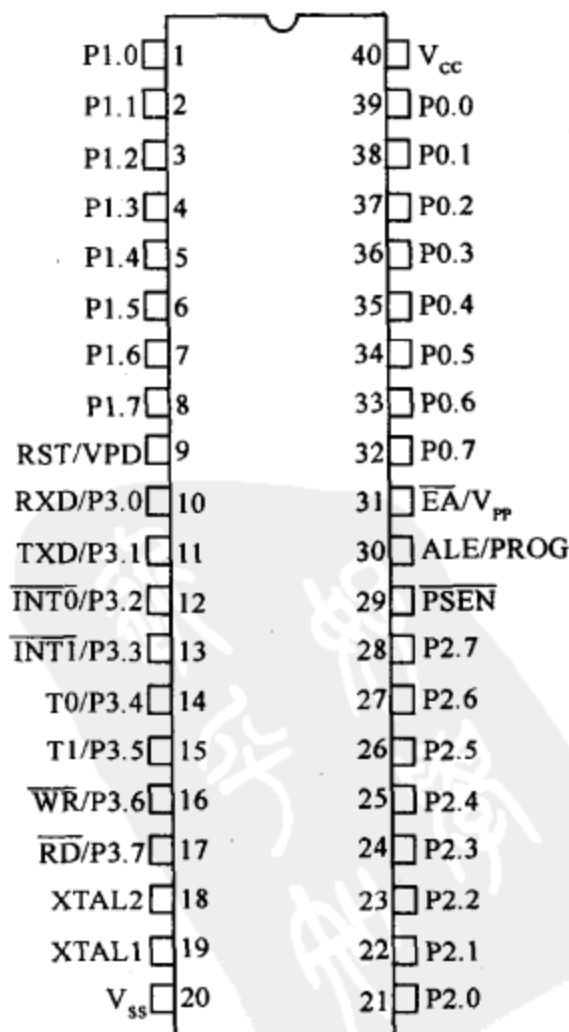 P1.0 1 40 Vcc
P1.1 2 39 P0.0
P1.2 3 38 P0.1
P1.3 4 37 P0.2
P1.4 5 36 P0.3
P1.5 6 35 P0.4
P1.6 7 34 P0.5
P1.7 8 33 P0.6
RST/VPD 9 32 P0.7
RXD/P3.0 10 31 E̅A̅/Vpp
TXD/P3.1 11 30 ALE/PROG
I̅N̅T̅0̅/P3.2 12 29 P̅S̅E̅N̅
I̅N̅T̅1̅/P3.3 13 28 P2.7
T0/P3.4 14 27 P2.6
T1/P3.5 15 26 P2.5
W̅R̅/P3.6 16 25 P2.4
R̅D̅/P3.7 17 24 P2.3
XTAL2 18 23 P2.2
XTAL1 19 22 P2.1
Vss 20 21 P2.0